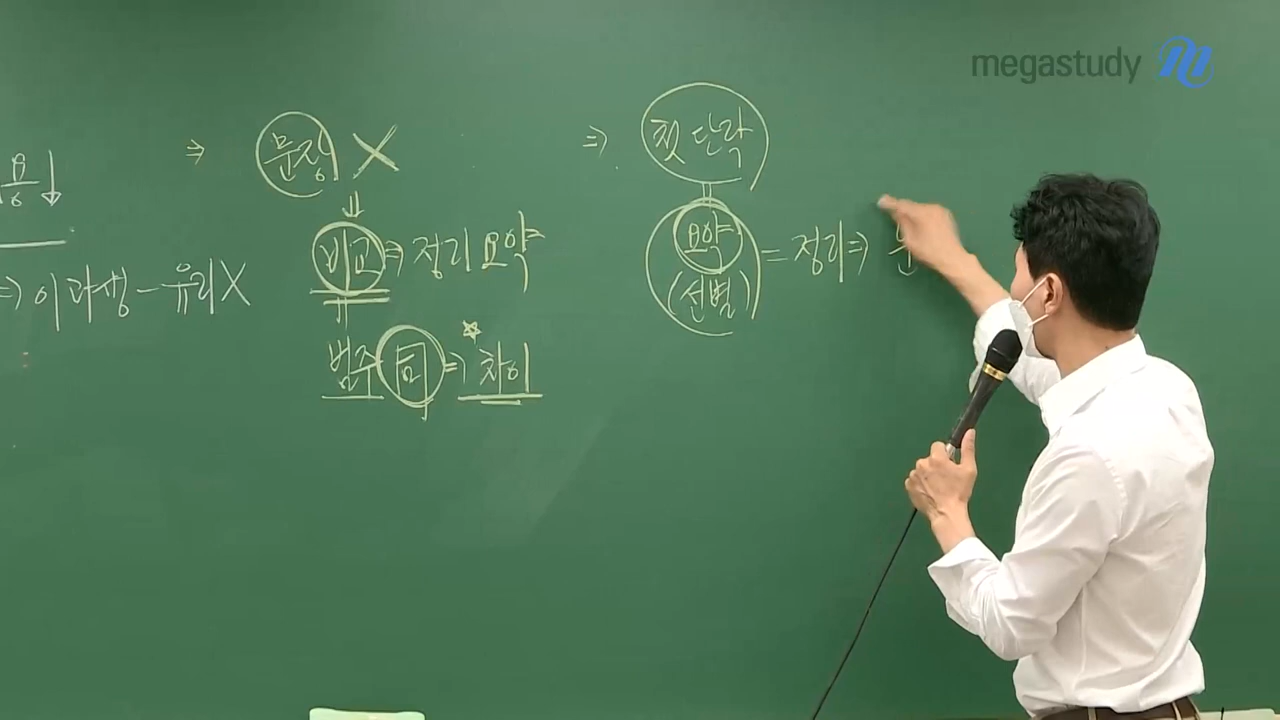 megastudy
⇒ 문장 X
⇓
비교 ⇒ 정리 요약
범주 同 ⇒ 차이
⇒ 이과생 - 유리X
⇒ 첫 단락
요약 = 정리 ⇒
(선별)